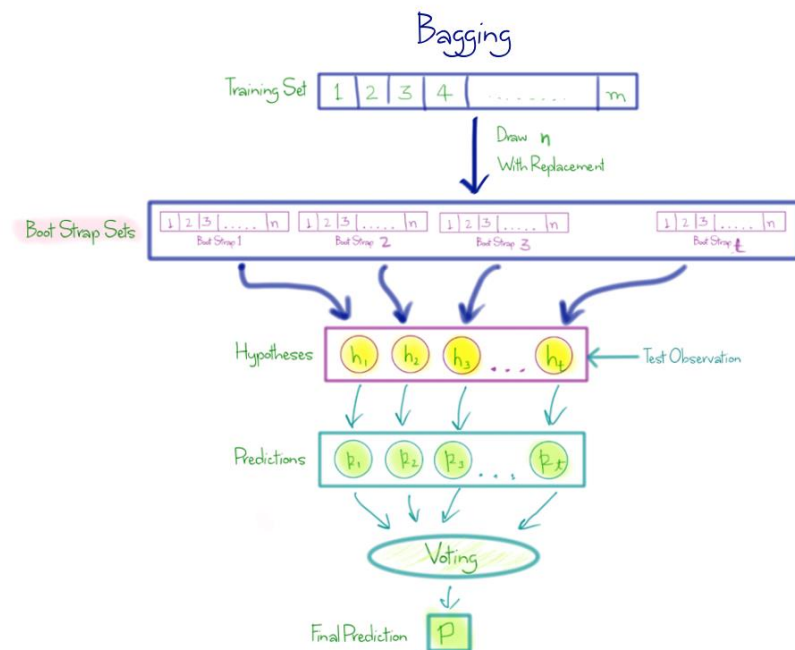 Bagging
Training Set 1 2 3 4 ........ m
Draw n
With Replacement
Boot Strap Sets
1 2 3 ..... n 1 2 3 ..... n 1 2 3 ..... n 1 2 3 ..... n
Boot Strap 1 Boot Strap 2 Boot Strap 3 Boot Strap t
Hypotheses h₁ h₂ h₃ ... hₜ Test Observation
Predictions p₁ p₂ p₃ ... pₜ
Voting
Final Prediction P